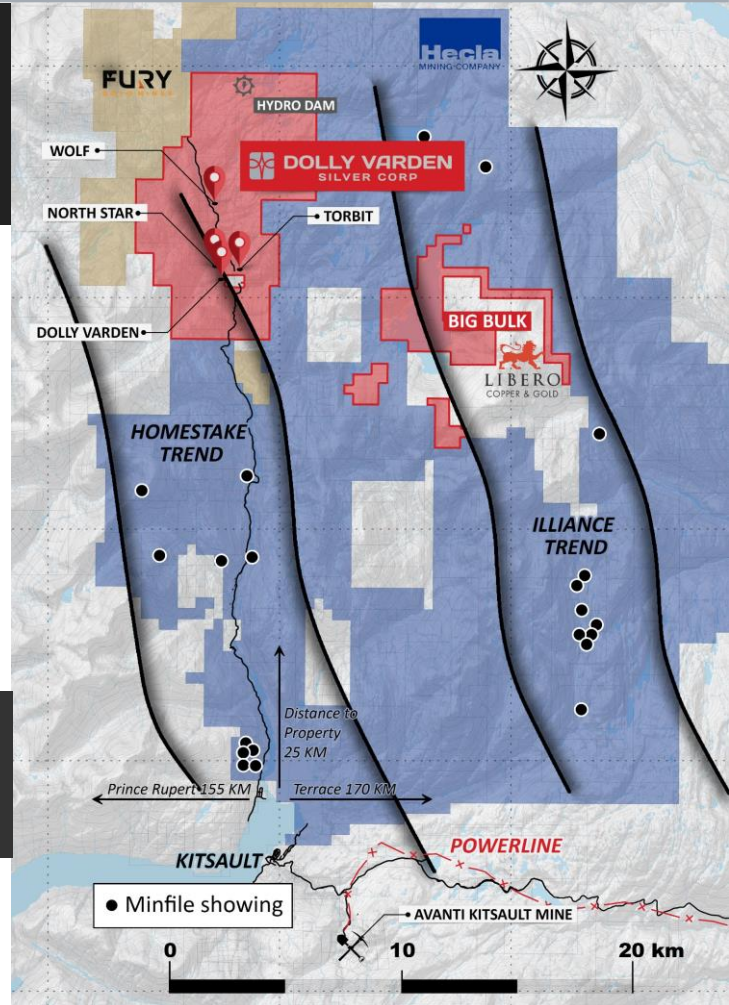 Hecla
MINING COMPANY
FURY
HYDRO DAM
WOLF
DOLLY VARDEN
SILVER CORP
NORTH STAR
TORBIT
DOLLY VARDEN
BIG BULK
LIBERO
COPPER & GOLD
HOMESTAKE
TREND
ILLIANCE
TREND
Distance to
Property
25 KM
Prince Rupert 155 KM
Terrace 170 KM
KITSAULT
POWERLINE
Minfile showing
AVANTI KITSAULT MINE
0
10
20 km